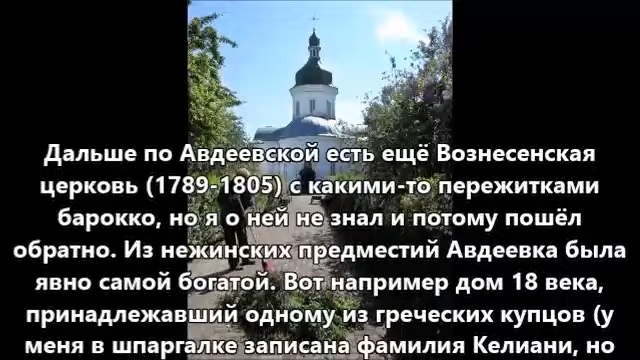 Дальше по Авдеевской есть ещё Вознесенская
церковь (1789-1805) с какими-то пережитками
барокко, но я о ней не знал и потому пошёл
обратно. Из нежинских предместий Авдеевка была
явно самой богатой. Вот например дом 18 века,
принадлежавший одному из греческих купцов (у
меня в шпаргалке записана фамилия Келиани, но